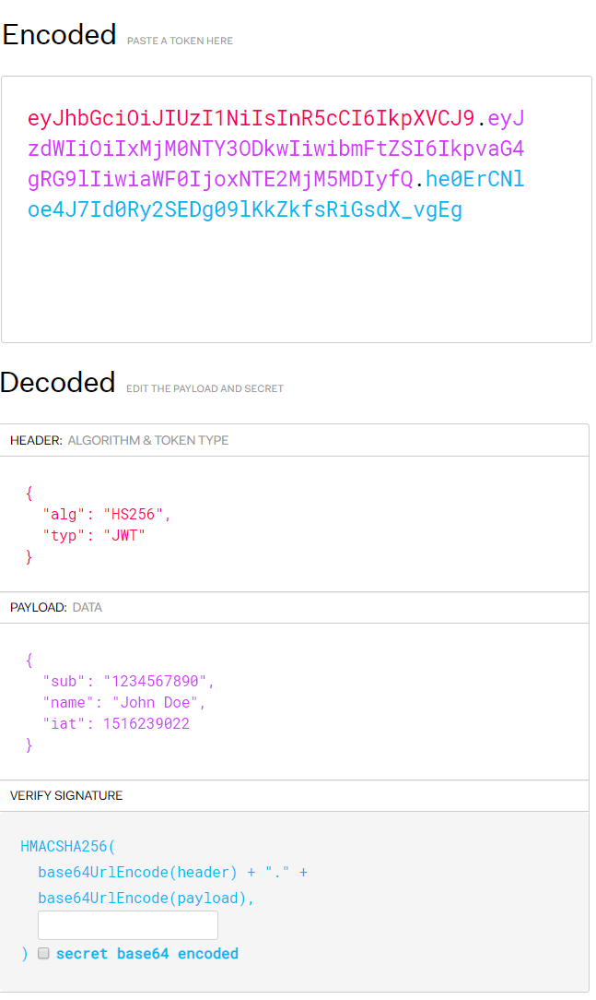 Encoded PASTE A TOKEN HERE
eyJhbGciOiJIUzI1NiIsInR5cCI6IkpXVCJ9.eyJ
zdWIiOiIxMjM0NTY3ODkwIiwibmFtZSI6IkpvaG4
gRG9lIiwiaWF0IjoxNTE2MjM5MDIyfQ.he0ErCNl
oe4J7Id0Ry2SEDg09lKkZkfsRiGsdX_vgEg
Decoded EDIT THE PAYLOAD AND SECRET
HEADER: ALGORITHM & TOKEN TYPE
{
"alg": "HS256",
"typ": "JWT"
}
PAYLOAD: DATA
{
"sub": "1234567890",
"name": "John Doe",
"iat": 1516239022
}
VERIFY SIGNATURE
HMACSHA256(
base64UrlEncode(header) + "." +
base64UrlEncode(payload),
) secret base64 encoded